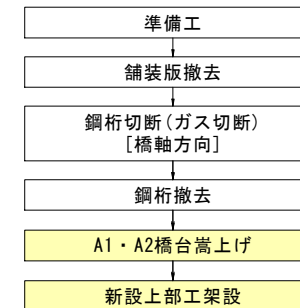 準備工
舗装版撤去
鋼桁切断(ガス切断)
[橋軸方向]
鋼桁撤去
A1・A2橋台嵩上げ
新設上部工架設